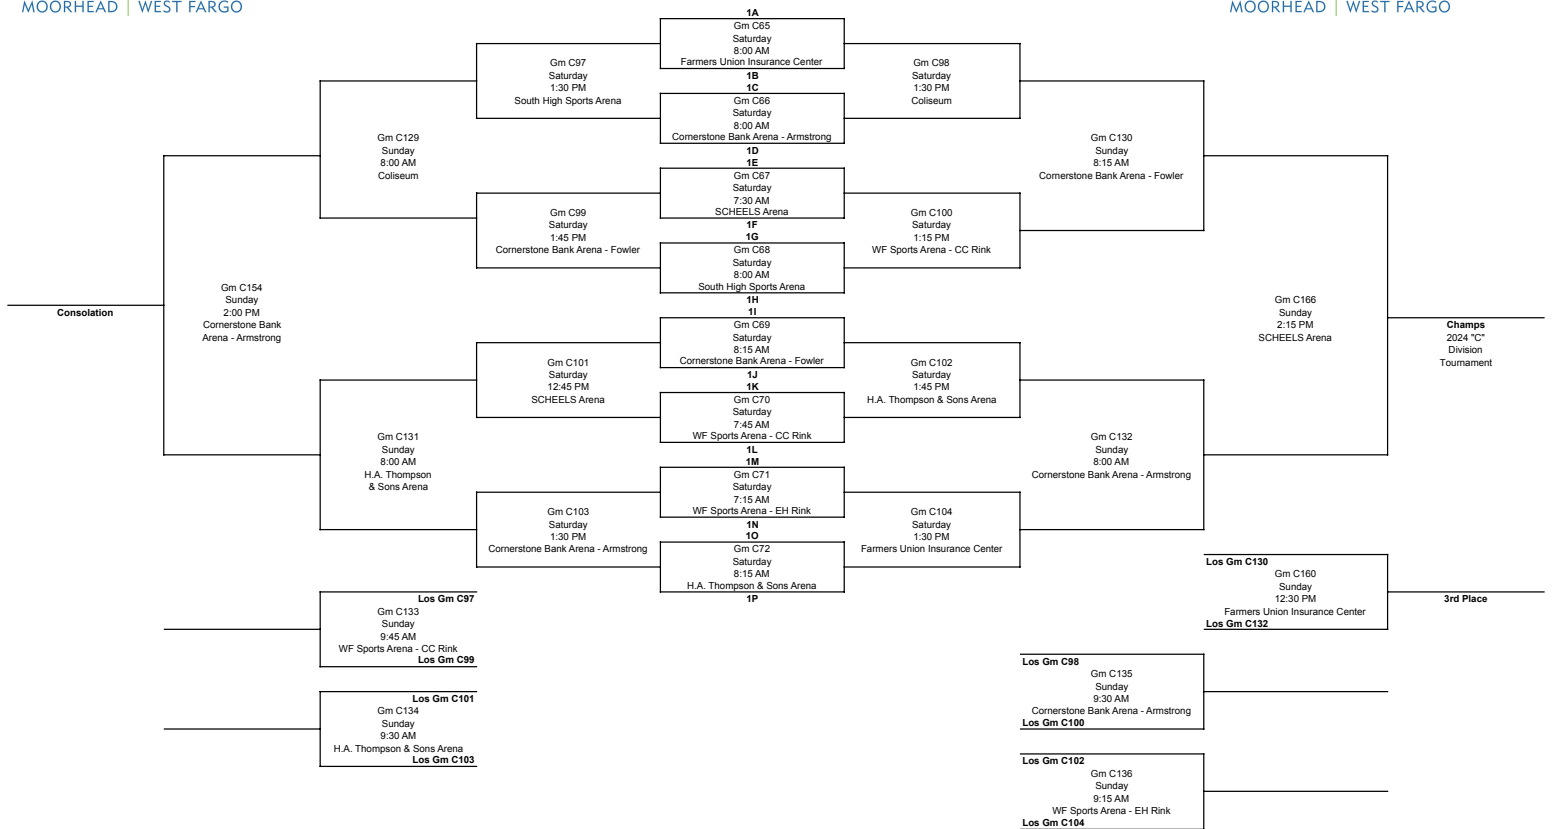 MOORHEAD | WEST FARGO
MOORHEAD | WEST FARGO
1A
Gm C65
Saturday
8:00 AM
Farmers Union Insurance Center
1B
Gm C97
Saturday
1:30 PM
South High Sports Arena
Gm C98
Saturday
1:30 PM
Coliseum
1C
Gm C66
Saturday
8:00 AM
Cornerstone Bank Arena - Armstrong
1D
Gm C129
Sunday
8:00 AM
Coliseum
Gm C130
Sunday
8:15 AM
Cornerstone Bank Arena - Fowler
1E
Gm C67
Saturday
7:30 AM
SCHEELS Arena
1F
Gm C99
Saturday
1:45 PM
Cornerstone Bank Arena - Fowler
Gm C100
Saturday
1:15 PM
WF Sports Arena - CC Rink
1G
Gm C68
Saturday
8:00 AM
South High Sports Arena
1H
Consolation
Gm C154
Sunday
2:00 PM
Cornerstone Bank
Arena - Armstrong
Gm C166
Sunday
2:15 PM
SCHEELS Arena
Champs
2024 "C"
Division
Tournament
1I
Gm C69
Saturday
8:15 AM
Cornerstone Bank Arena - Fowler
1J
Gm C101
Saturday
12:45 PM
SCHEELS Arena
Gm C102
Saturday
1:45 PM
H.A. Thompson & Sons Arena
1K
Gm C70
Saturday
7:45 AM
WF Sports Arena - CC Rink
1L
Gm C131
Sunday
8:00 AM
H.A. Thompson
& Sons Arena
Gm C132
Sunday
8:00 AM
Cornerstone Bank Arena - Armstrong
1M
Gm C71
Saturday
7:15 AM
WF Sports Arena - EH Rink
1N
Gm C103
Saturday
1:30 PM
Cornerstone Bank Arena - Armstrong
Gm C104
Saturday
1:30 PM
Farmers Union Insurance Center
1O
Gm C72
Saturday
8:15 AM
H.A. Thompson & Sons Arena
1P
Los Gm C130
Gm C160
Sunday
12:30 PM
Farmers Union Insurance Center
Los Gm C132
3rd Place
Los Gm C97
Gm C133
Sunday
9:45 AM
WF Sports Arena - CC Rink
Los Gm C99
Los Gm C98
Gm C135
Sunday
9:30 AM
Cornerstone Bank Arena - Armstrong
Los Gm C100
Los Gm C101
Gm C134
Sunday
9:30 AM
H.A. Thompson & Sons Arena
Los Gm C103
Los Gm C102
Gm C136
Sunday
9:15 AM
WF Sports Arena - EH Rink
Los Gm C104